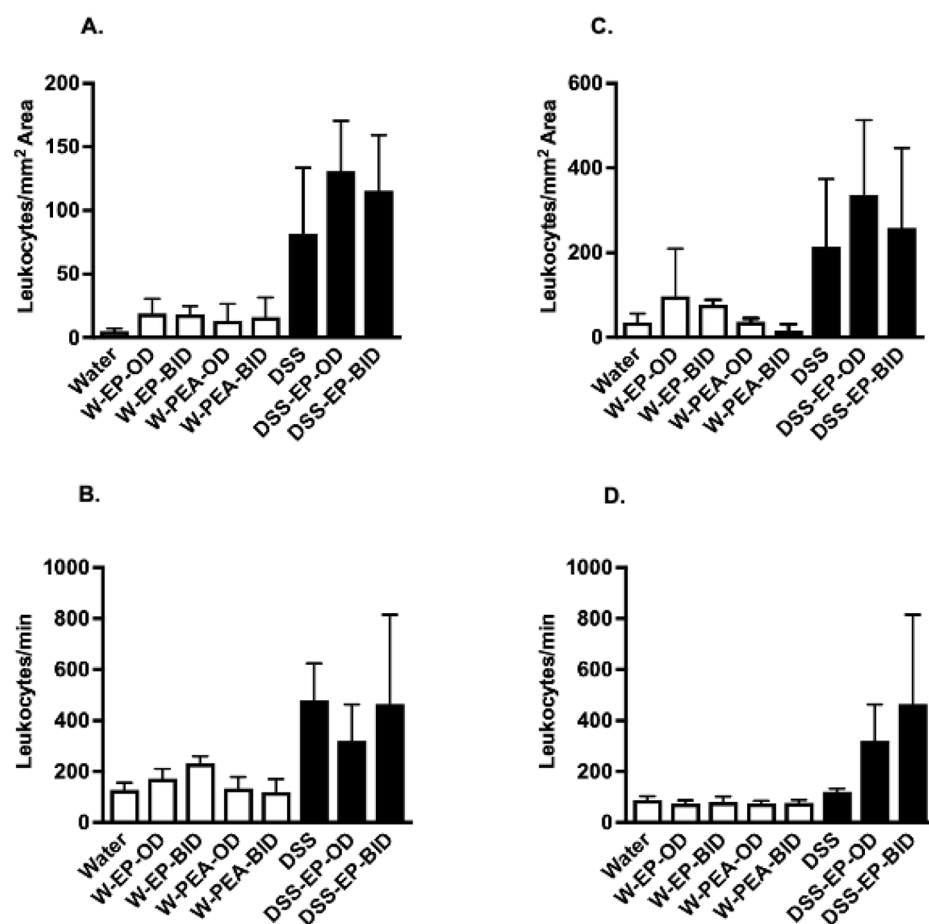 A.
Leukocytes/mm² Area
200
150
100
50
0
Water
W-EP-OD
W-EP-BID
W-PEA-OD
W-PEA-BID
DSS
DSS-EP-OD
DSS-EP-BID
C.
Leukocytes/mm² Area
600
400
200
0
Water
W-EP-OD
W-EP-BID
W-PEA-OD
W-PEA-BID
DSS
DSS-EP-OD
DSS-EP-BID
B.
Leukocytes/min
1000
800
600
400
200
0
Water
W-EP-OD
W-EP-BID
W-PEA-OD
W-PEA-BID
DSS
DSS-EP-OD
DSS-EP-BID
D.
Leukocytes/min
1000
800
600
400
200
0
Water
W-EP-OD
W-EP-BID
W-PEA-OD
W-PEA-BID
DSS
DSS-EP-OD
DSS-EP-BID